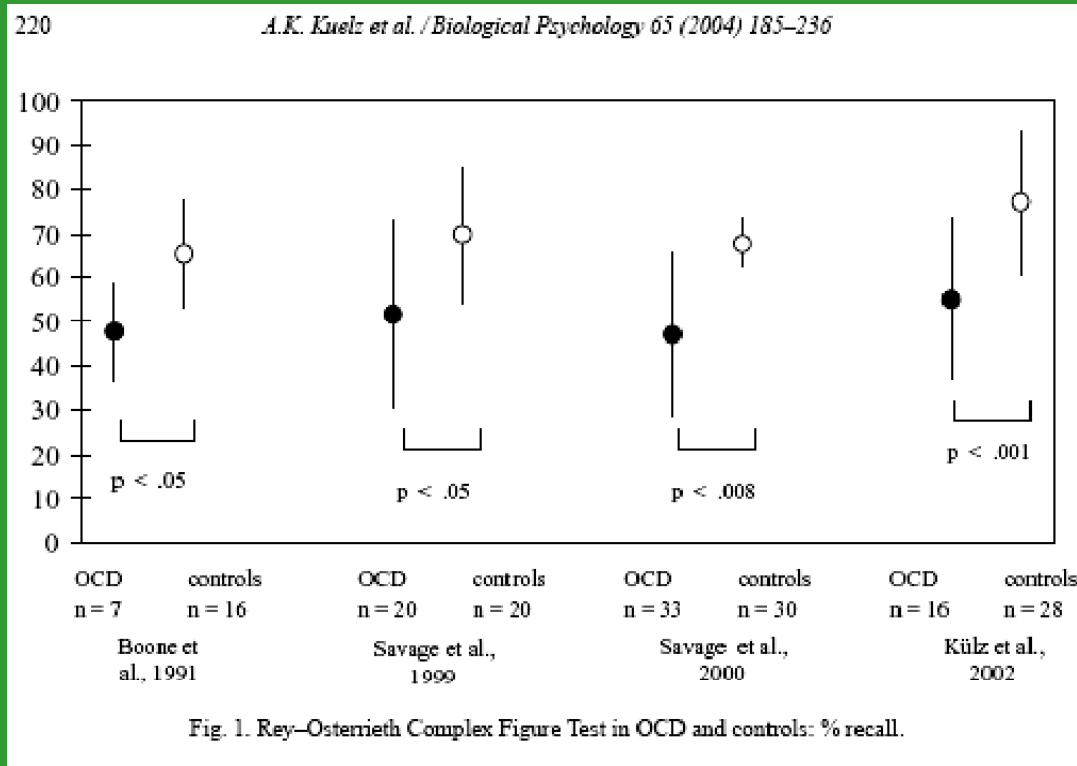 220 A.K. Kuelz et al. / Biological Psychology 65 (2004) 185–236
100
90
80
70
60
50
40
30
20
10
0
p < .05
p < .05
p < .008
p < .001
OCD controls OCD controls OCD controls OCD controls
n = 7 n = 16 n = 20 n = 20 n = 33 n = 30 n = 16 n = 28
Boone et Savage et al., Savage et al., Külz et al.,
al., 1991 1999 2000 2002
Fig. 1. Rey–Osterrieth Complex Figure Test in OCD and controls: % recall.